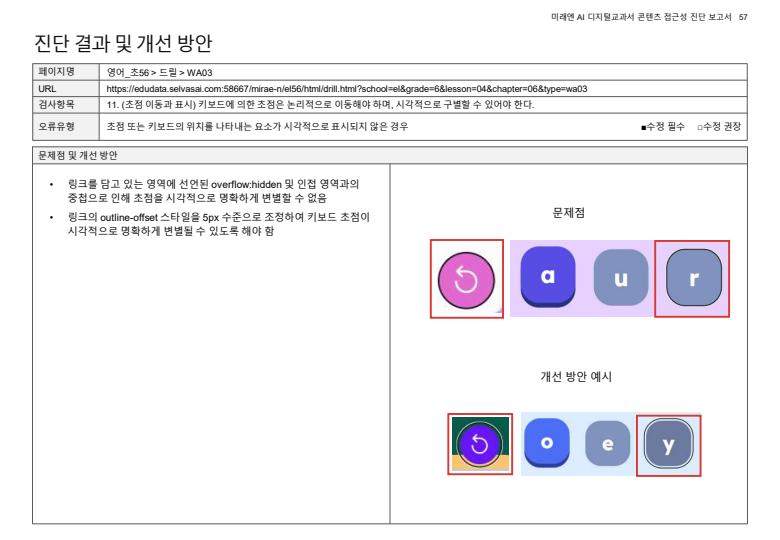 미래엔 AI 디지털교과서 콘텐츠 접근성 진단 보고서 57
진단 결과 및 개선 방안
페이지명 영어_초56 > 드릴 > WA03
URL https://edudata.selvasai.com:58667/mirae-n/el56/html/drill.html?school=el&grade=6&lesson=04&chapter=06&type=wa03
검사항목 11. (초점 이동과 표시) 키보드에 의한 초점은 논리적으로 이동해야 하며, 시각적으로 구별할 수 있어야 한다.
오류유형 초점 또는 키보드의 위치를 나타내는 요소가 시각적으로 표시되지 않은 경우 ■수정 필수 □수정 권장
문제점 및 개선 방안
• 링크를 담고 있는 영역에 선언된 overflow:hidden 및 인접 영역과의
중첩으로 인해 초점을 시각적으로 명확하게 변별할 수 없음
• 링크의 outline-offset 스타일을 5px 수준으로 조정하여 키보드 초점이
시각적으로 명확하게 변별될 수 있도록 해야 함
문제점
a u r
개선 방안 예시
o e y